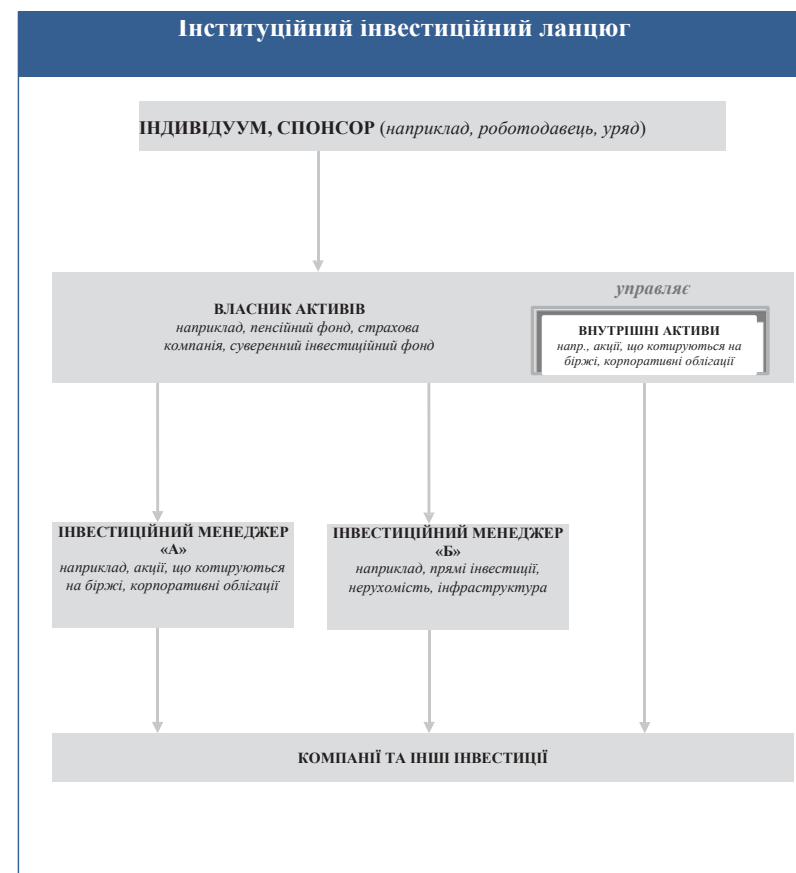 Інституційний інвестиційний ланцюг
ІНДИВІДУУМ, СПОНСОР (наприклад, роботодавець, уряд)
ВЛАСНИК АКТИВІВ
наприклад, пенсійний фонд, страхова
компанія, суверенний інвестиційний фонд
управляє
ВНУТРІШНІ АКТИВИ
напр., акції, що котируються на
біржі, корпоративні облігації
ІНВЕСТИЦІЙНИЙ МЕНЕДЖЕР
«А»
наприклад, акції, що котируються
на біржі, корпоративні облігації
ІНВЕСТИЦІЙНИЙ МЕНЕДЖЕР
«Б»
наприклад, прямі інвестиції,
нерухомість, інфраструктура
КОМПАНІЇ ТА ІНШІ ІНВЕСТИЦІЇ